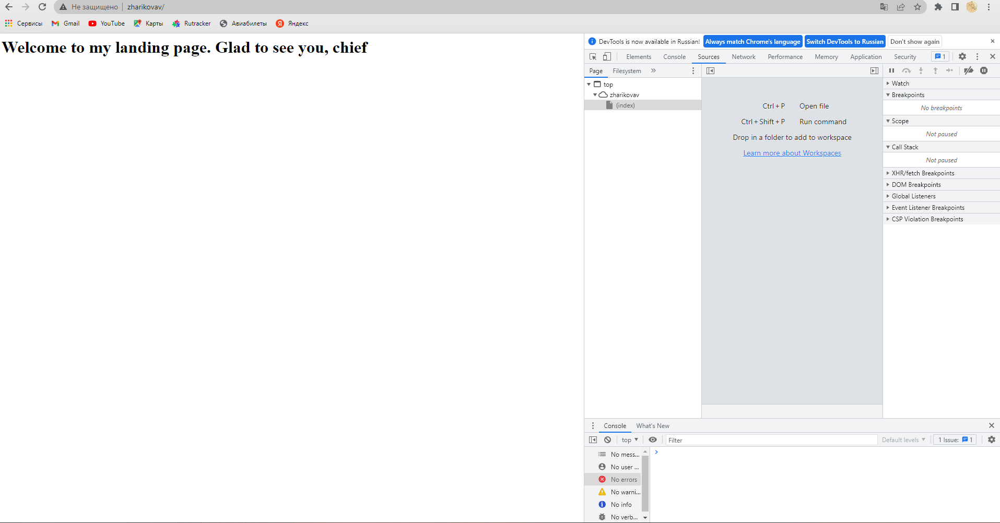 Не защищено zharikovav/
Сервисы Gmail YouTube Карты Rutracker Авиабилеты Яндекс
Welcome to my landing page. Glad to see you, chief
DevTools is now available in Russian! Always match Chrome's language Switch DevTools to Russian Don't show again
Elements Console Sources Network Performance Memory Application Security 1
Page Filesystem
top
zharikovav
(index)
Ctrl + P Open file
Ctrl + Shift + P Run command
Drop in a folder to add to workspace
Learn more about Workspaces
Watch
Breakpoints
No breakpoints
Scope
Not paused
Call Stack
Not paused
XHR/fetch Breakpoints
DOM Breakpoints
Global Listeners
Event Listener Breakpoints
CSP Violation Breakpoints
Console What's New
top Filter Default levels 1 Issue: 1
No mess...
No user ...
No errors
No warni...
No info
No verb...